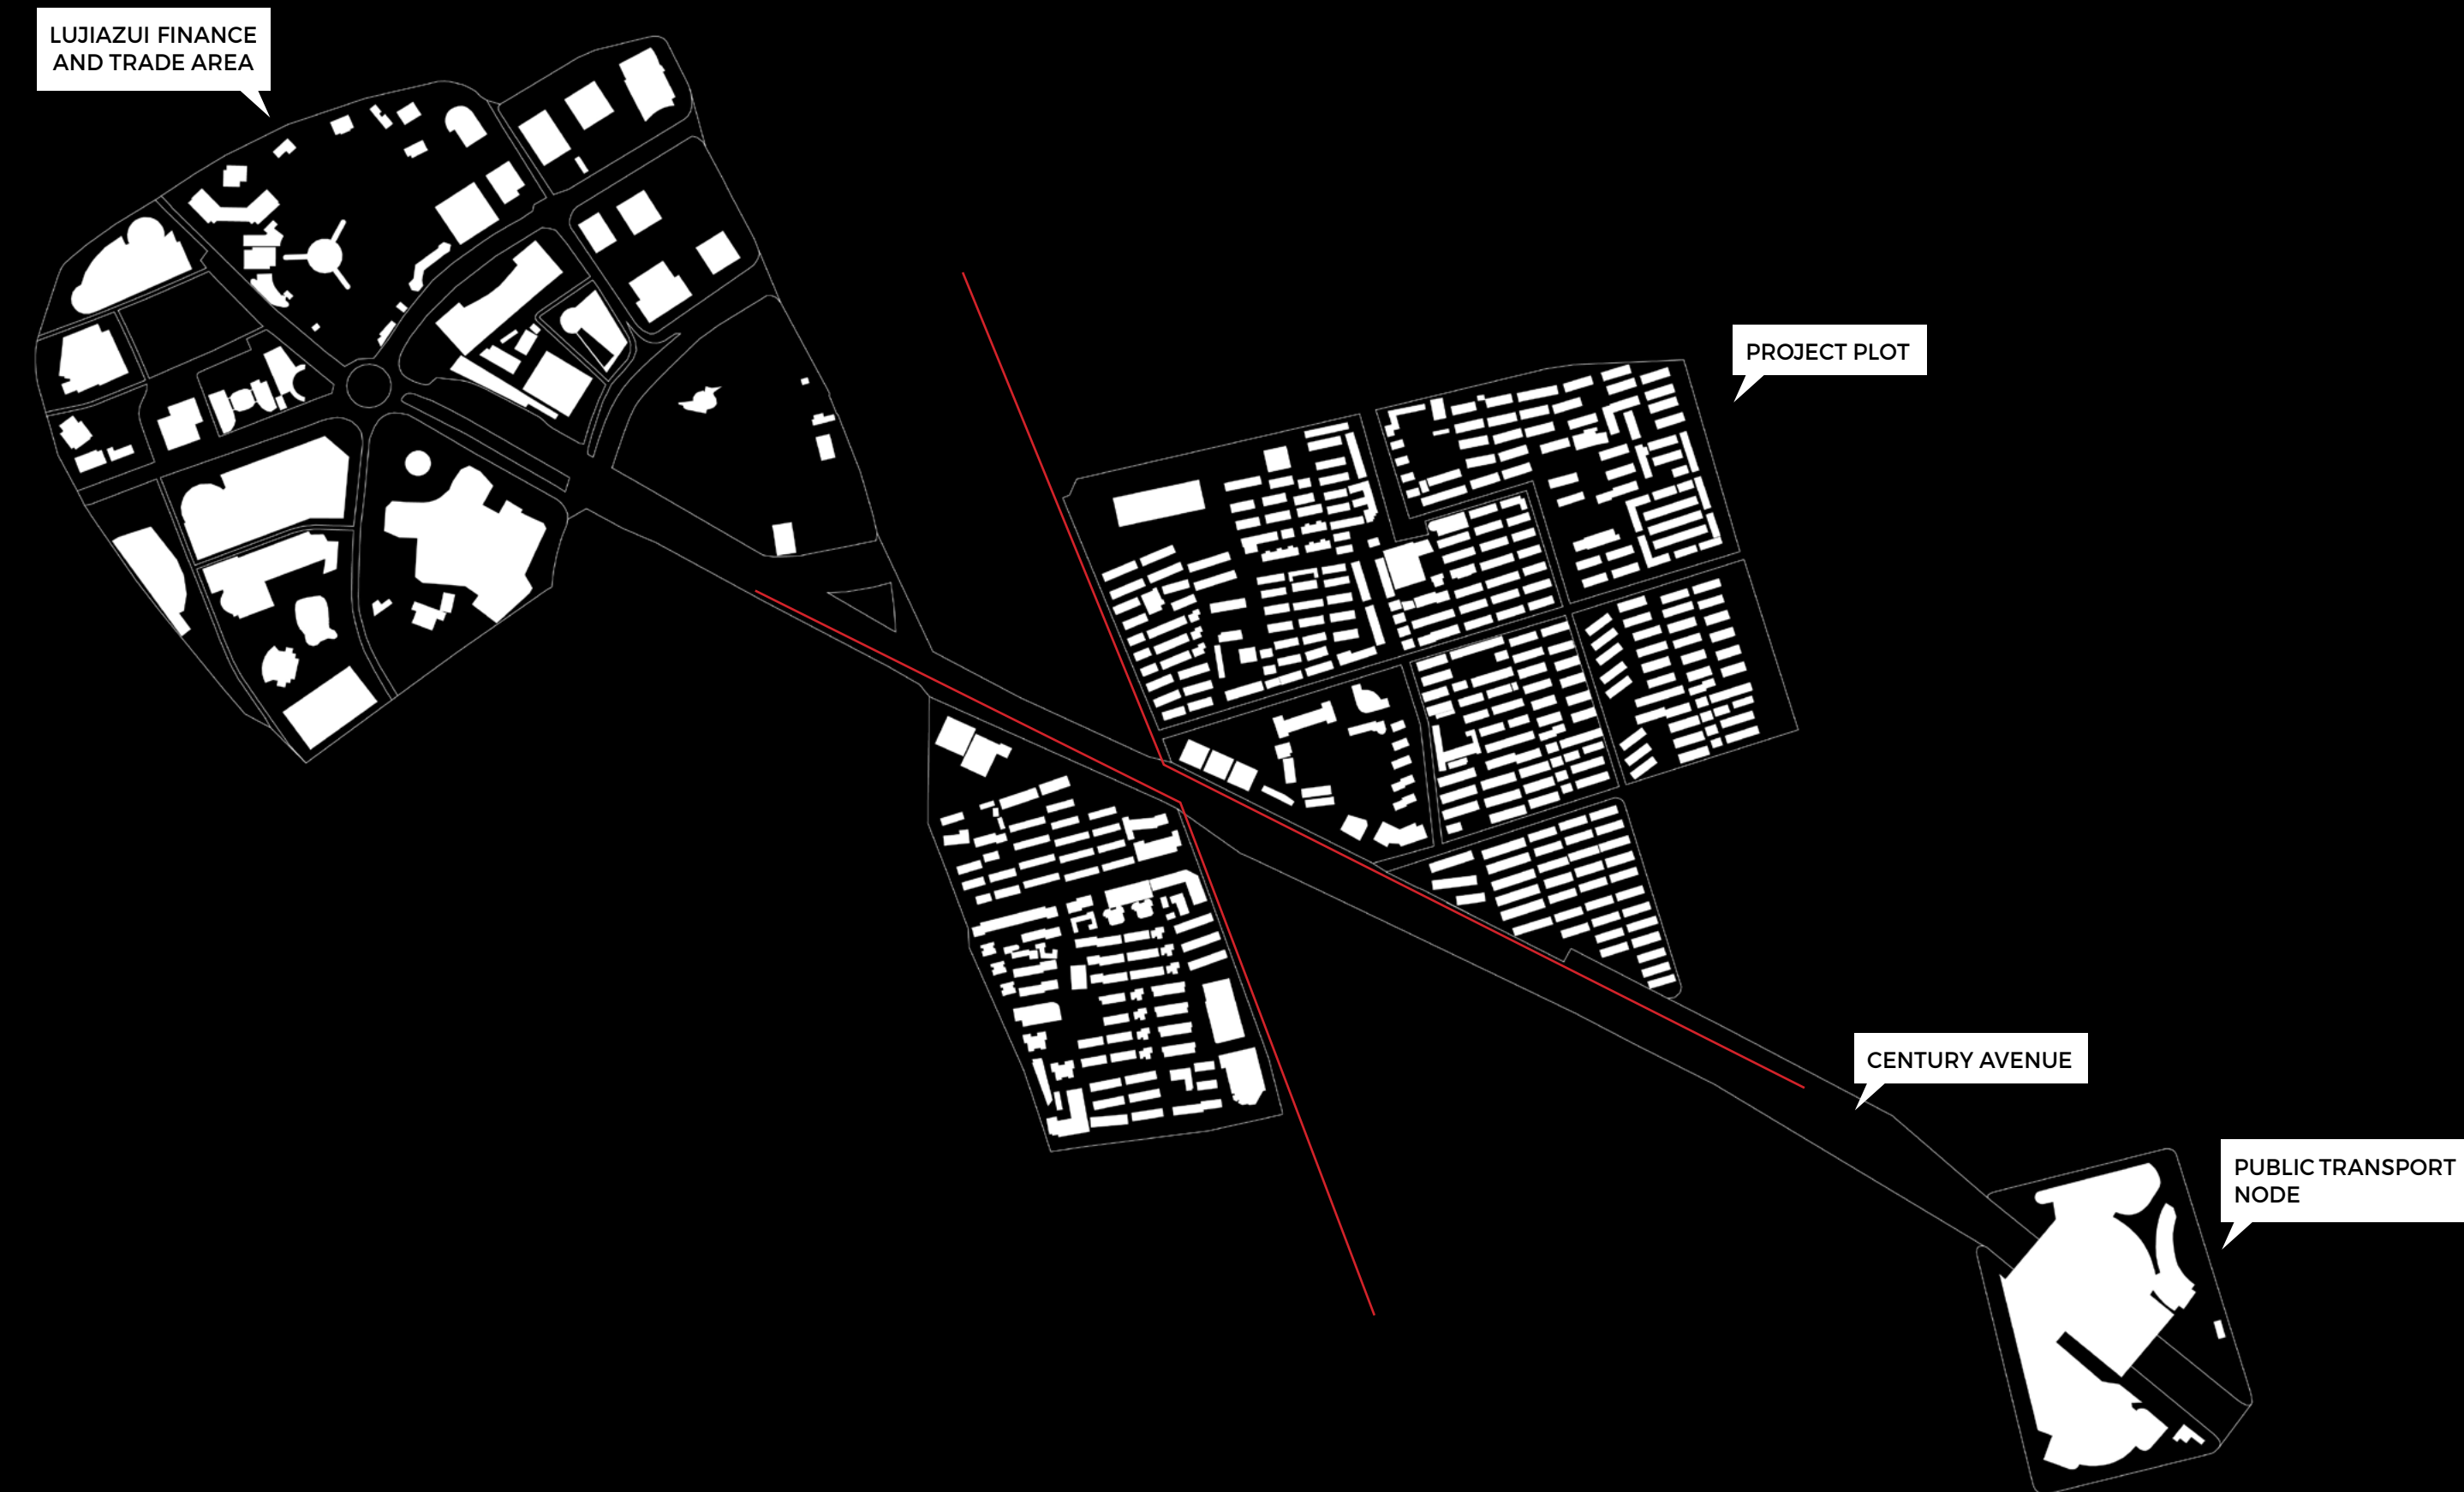 LUJIAZUI FINANCE
AND TRADE AREA
PROJECT PLOT
CENTURY AVENUE
PUBLIC TRANSPORT
NODE